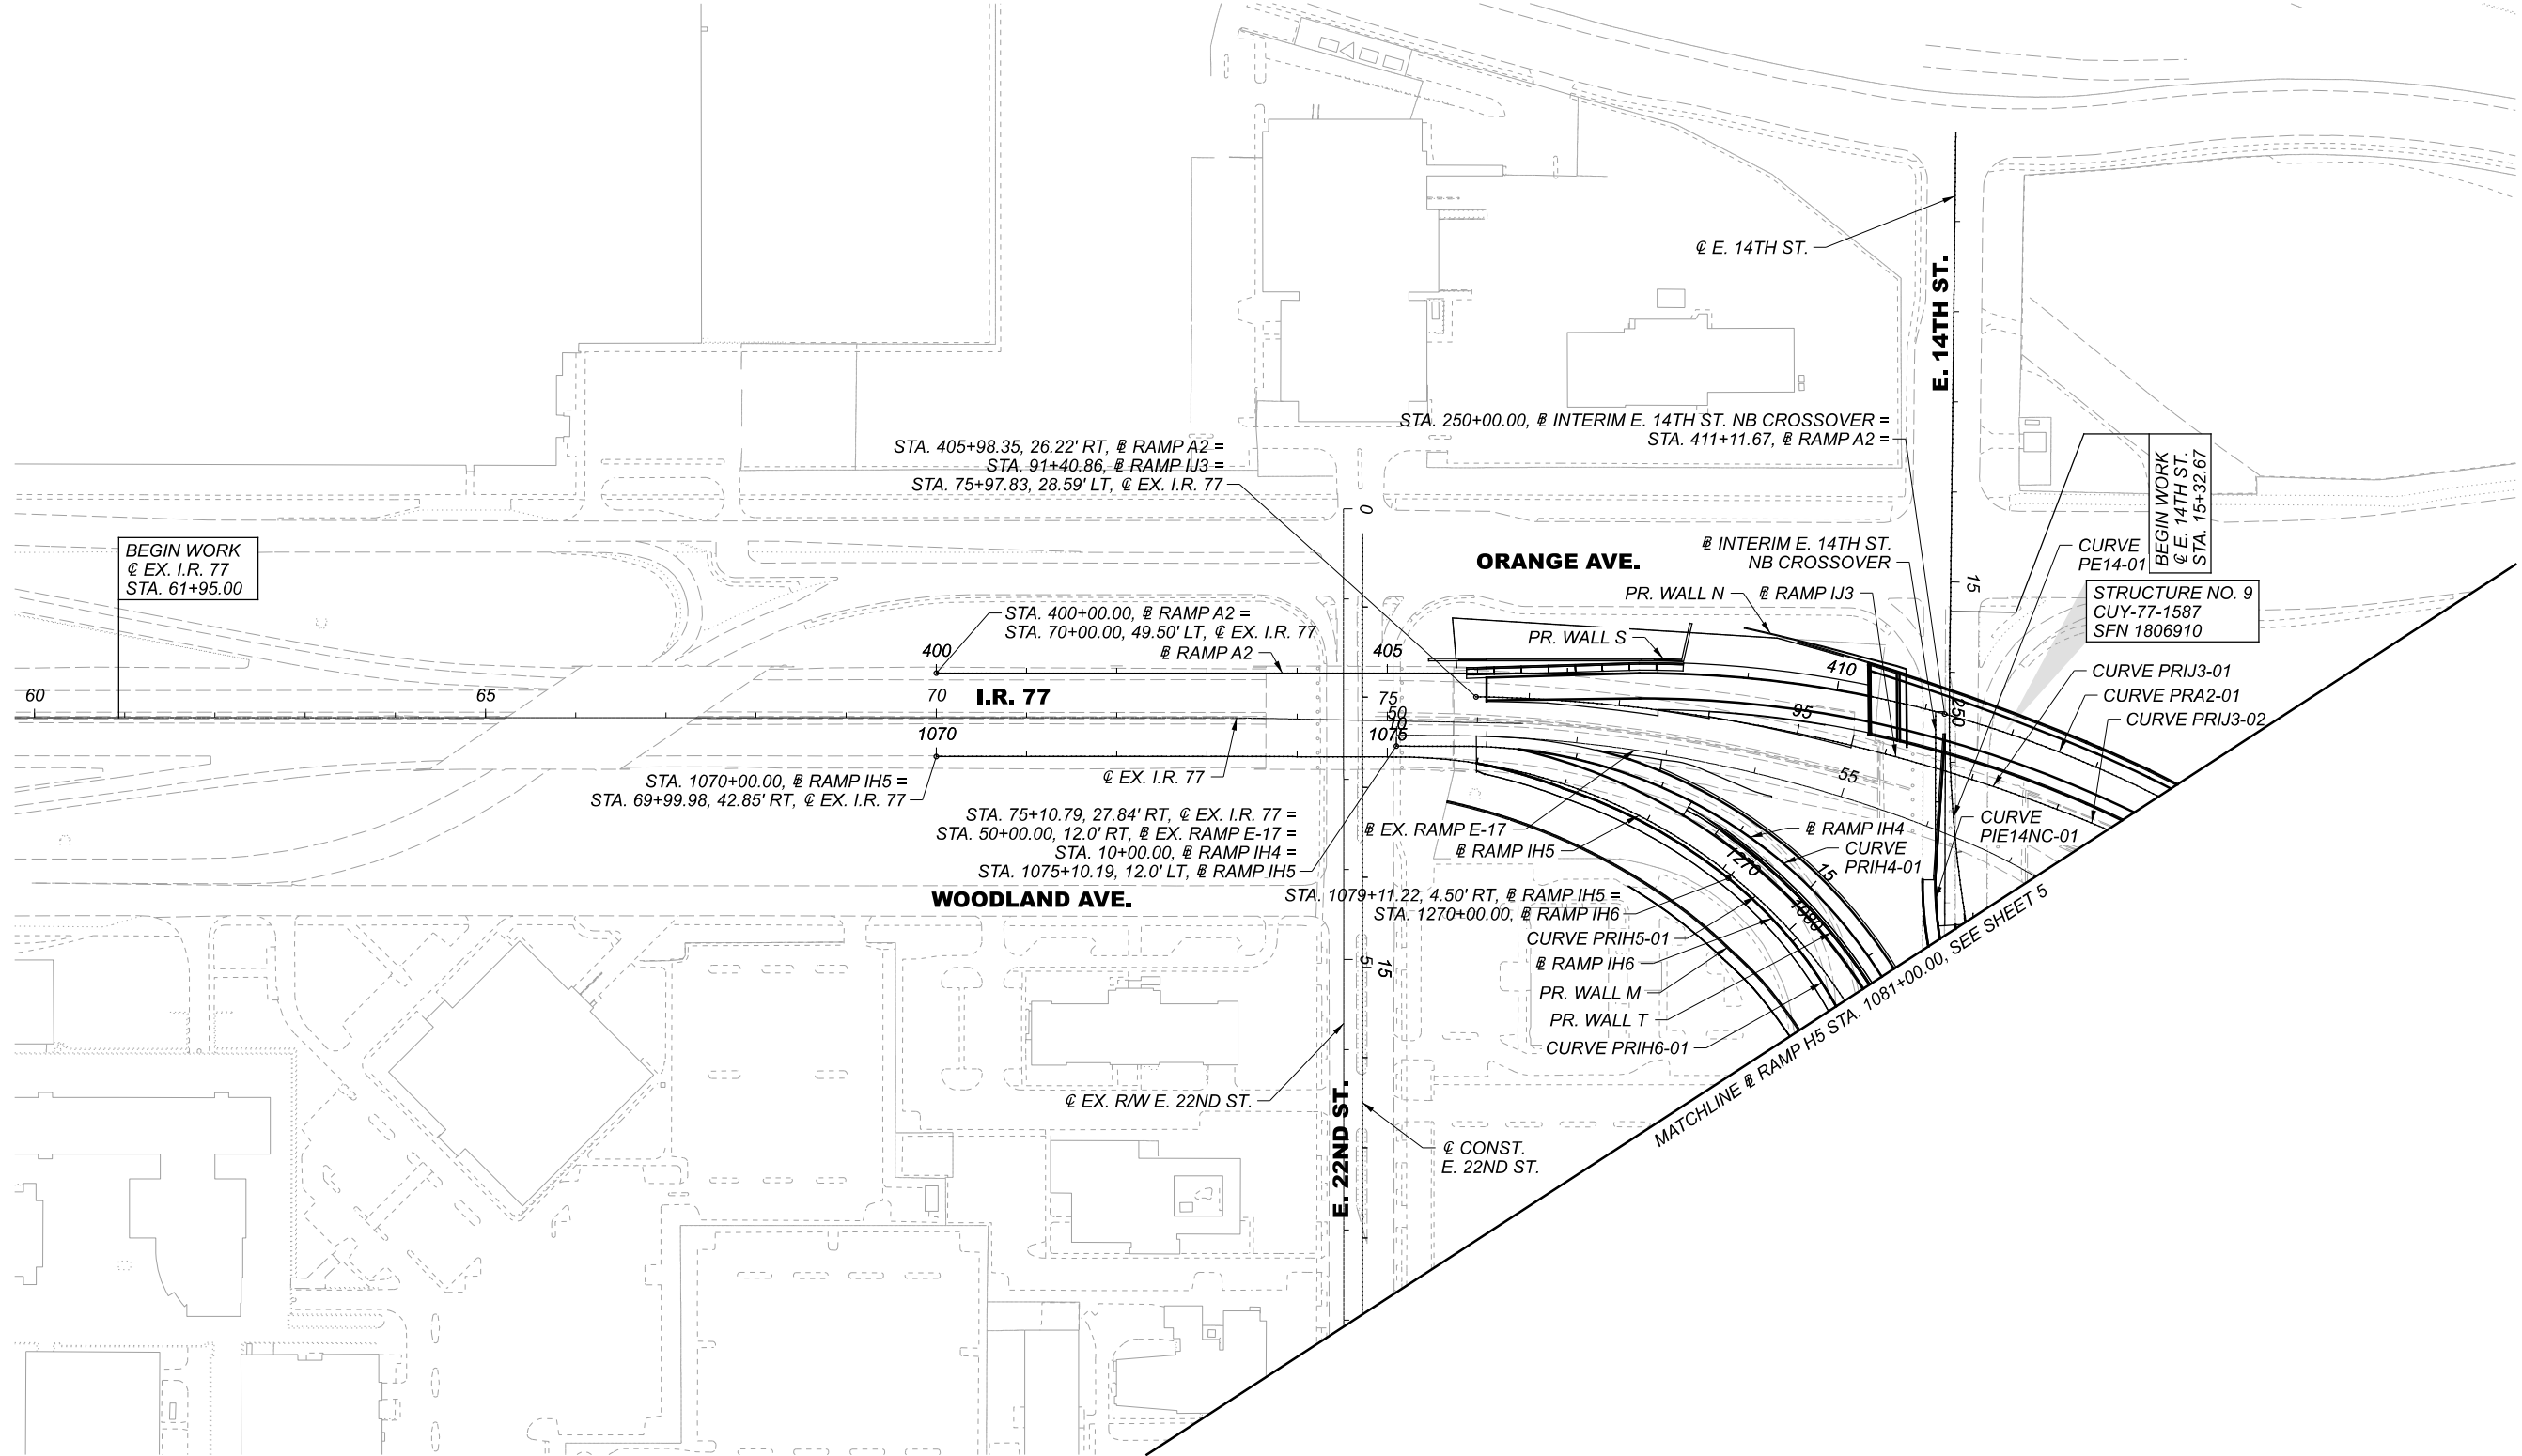 ℄ E. 14TH ST.
E. 14TH ST.
STA. 250+00.00, ⅊ INTERIM E. 14TH ST. NB CROSSOVER =
STA. 411+11.67, ⅊ RAMP A2 =
STA. 405+98.35, 26.22' RT, ⅊ RAMP A2 =
STA. 91+40.86, ⅊ RAMP IJ3 =
STA. 75+97.83, 28.59' LT, ℄ EX. I.R. 77
BEGIN WORK
℄ E. 14TH ST.
STA. 15+32.67
0
BEGIN WORK
℄ EX. I.R. 77
STA. 61+95.00
ORANGE AVE.
⅊ INTERIM E. 14TH ST.
NB CROSSOVER
CURVE
PE14-01
15
STRUCTURE NO. 9
CUY-77-1587
SFN 1806910
PR. WALL N
⅊ RAMP IJ3
STA. 400+00.00, ⅊ RAMP A2 =
STA. 70+00.00, 49.50' LT, ℄ EX. I.R. 77
⅊ RAMP A2
PR. WALL S
400
405
410
CURVE PRIJ3-01
CURVE PRA2-01
CURVE PRIJ3-02
60
65
70
I.R. 77
75
50
10
95
250
1070
1075
55
℄ EX. I.R. 77
STA. 1070+00.00, ⅊ RAMP IH5 =
STA. 69+99.98, 42.85' RT, ℄ EX. I.R. 77
STA. 75+10.79, 27.84' RT, ℄ EX. I.R. 77 =
STA. 50+00.00, 12.0' RT, ⅊ EX. RAMP E-17 =
STA. 10+00.00, ⅊ RAMP IH4 =
STA. 1075+10.19, 12.0' LT, ⅊ RAMP IH5
⅊ EX. RAMP E-17
⅊ RAMP IH5
⅊ RAMP IH4
CURVE
PRIH4-01
CURVE
PIE14NC-01
1270
15
1080
WOODLAND AVE.
STA. 1079+11.22, 4.50' RT, ⅊ RAMP IH5 =
STA. 1270+00.00, ⅊ RAMP IH6
CURVE PRIH5-01
⅊ RAMP IH6
PR. WALL M
PR. WALL T
CURVE PRIH6-01
5
15
MATCHLINE ⅊ RAMP H5 STA. 1081+00.00, SEE SHEET 5
℄ EX. R/W E. 22ND ST.
E. 22ND ST.
℄ CONST.
E. 22ND ST.